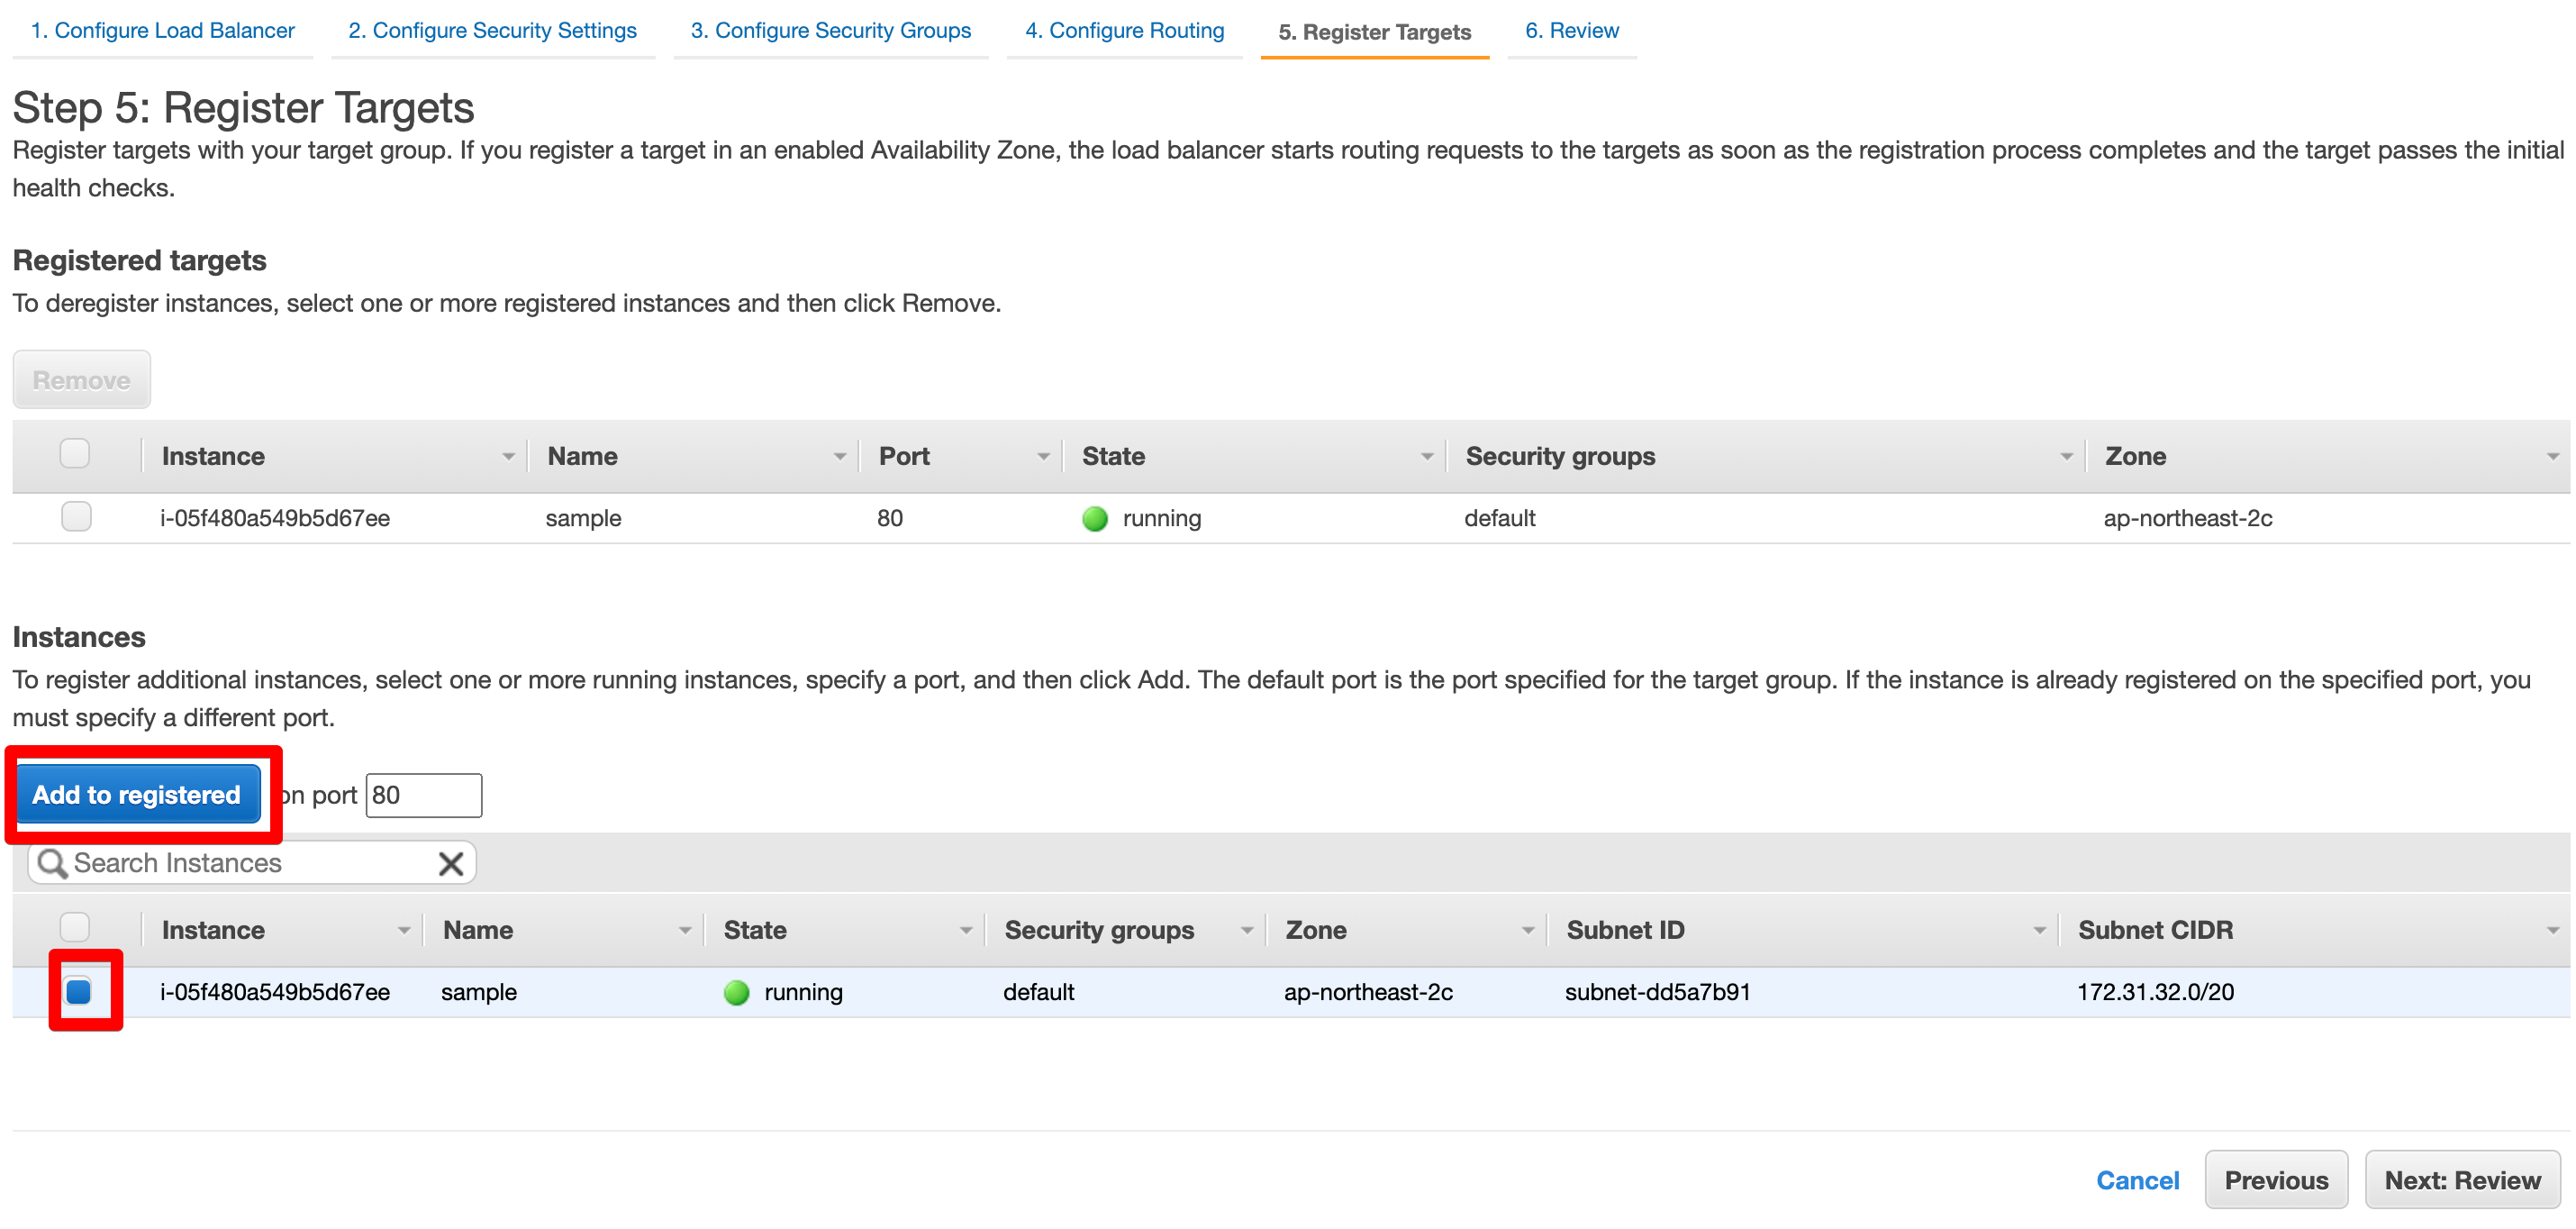 1. Configure Load Balancer 2. Configure Security Settings 3. Configure Security Groups 4. Configure Routing 5. Register Targets 6. Review
Step 5: Register Targets
Register targets with your target group. If you register a target in an enabled Availability Zone, the load balancer starts routing requests to the targets as soon as the registration process completes and the target passes the initial
health checks.
Registered targets
To deregister instances, select one or more registered instances and then click Remove.
Remove
Instance Name Port State Security groups Zone
i-05f480a549b5d67ee sample 80 running default ap-northeast-2c
Instances
To register additional instances, select one or more running instances, specify a port, and then click Add. The default port is the port specified for the target group. If the instance is already registered on the specified port, you
must specify a different port.
Add to registered on port 80
Search Instances
Instance Name State Security groups Zone Subnet ID Subnet CIDR
i-05f480a549b5d67ee sample running default ap-northeast-2c subnet-dd5a7b91 172.31.32.0/20
Cancel Previous Next: Review